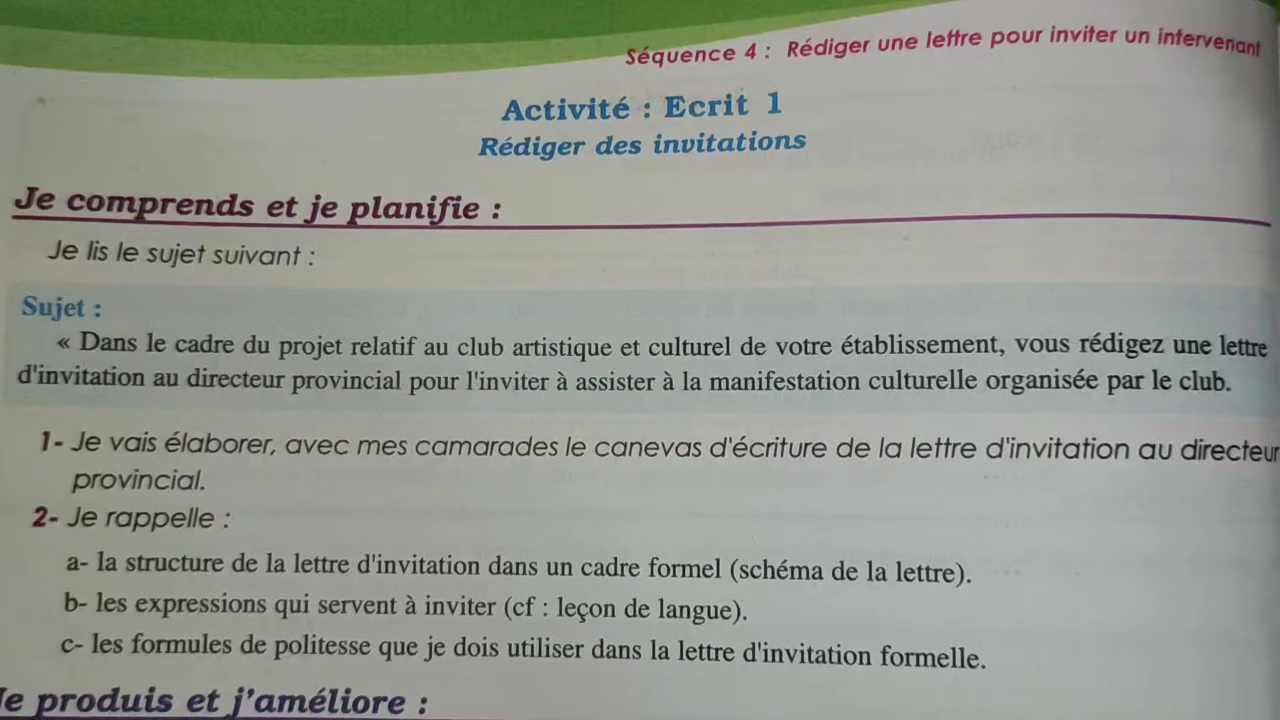 Séquence 4 : Rédiger une lettre pour inviter un intervenant
Activité : Ecrit 1
Rédiger des invitations
Je comprends et je planifie :
Je lis le sujet suivant :
Sujet :
« Dans le cadre du projet relatif au club artistique et culturel de votre établissement, vous rédigez une lettre
d'invitation au directeur provincial pour l'inviter à assister à la manifestation culturelle organisée par le club.
1- Je vais élaborer, avec mes camarades le canevas d'écriture de la lettre d'invitation au directeur
provincial.
2- Je rappelle :
a- la structure de la lettre d'invitation dans un cadre formel (schéma de la lettre).
b- les expressions qui servent à inviter (cf : leçon de langue).
c- les formules de politesse que je dois utiliser dans la lettre d'invitation formelle.
Je produis et j'améliore :